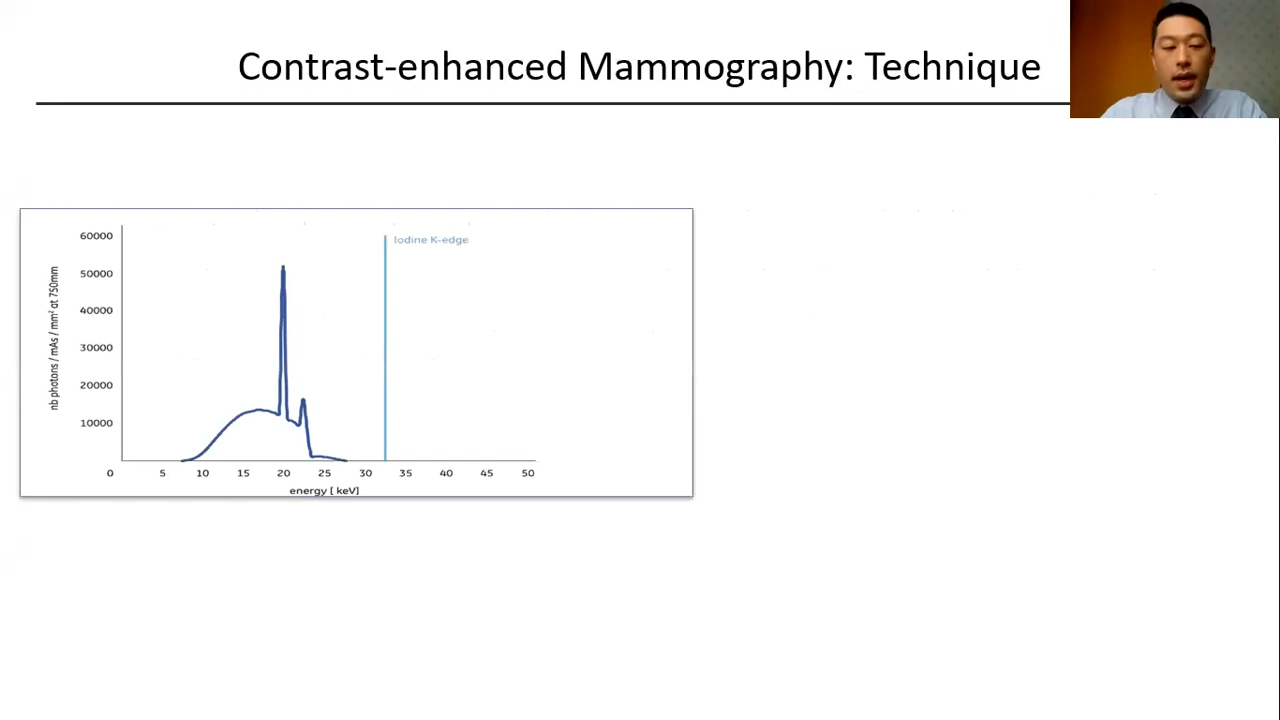 Contrast-enhanced Mammography: Technique
Iodine K-edge
60000
50000
40000
30000
20000
10000
nb photons / mAs / mm² at 750mm
0 5 10 15 20 25 30 35 40 45 50
energy [ keV]